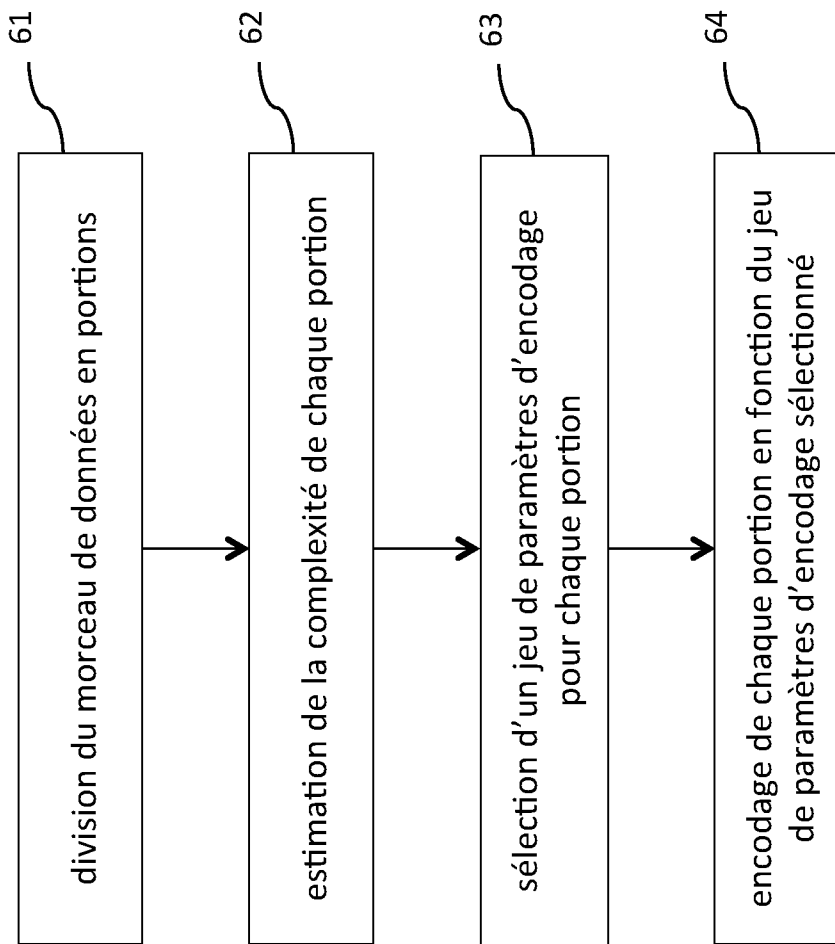 61
division du morceau de données en portions
62
estimation de la complexité de chaque portion
63
sélection d’un jeu de paramètres d’encodage
pour chaque portion
64
encodage de chaque portion en fonction du jeu
de paramètres d’encodage sélectionné